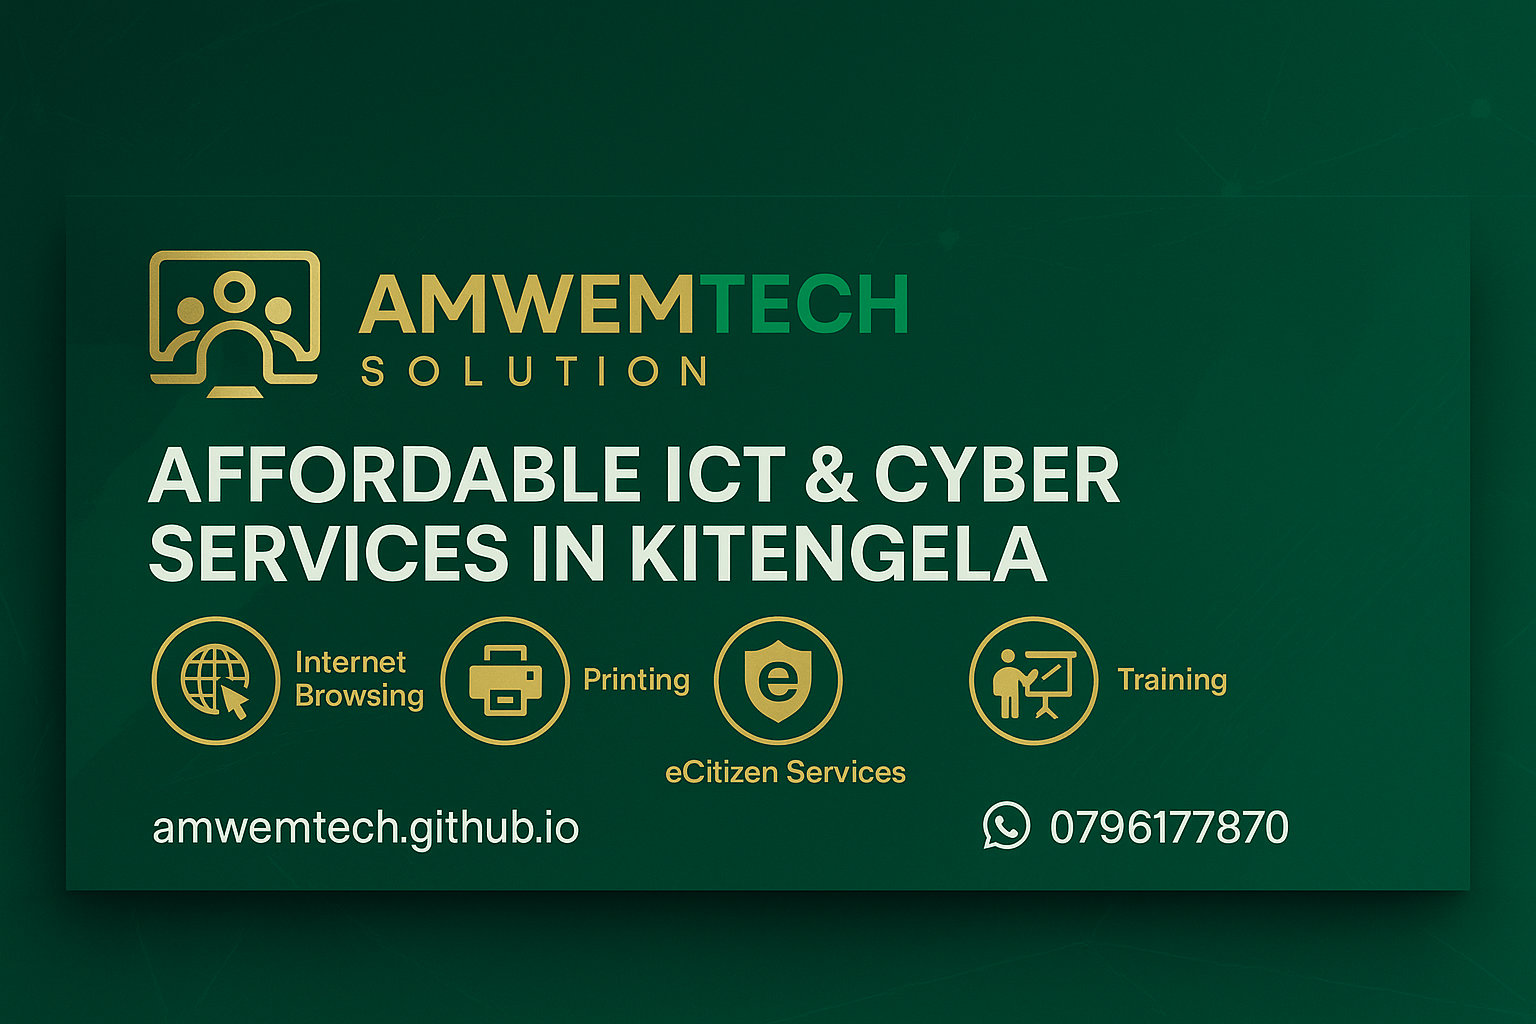 AMWEMTECH
SOLUTION
AFFORDABLE ICT & CYBER
SERVICES IN KITENGELA
Internet
Browsing
Printing
e
eCitizen Services
Training
amwemtech.github.io
0796177870